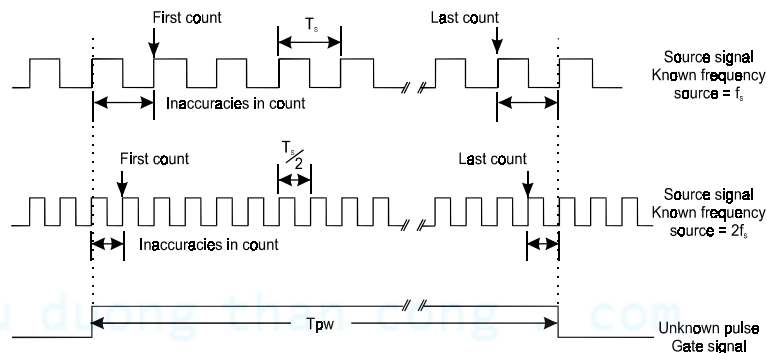 First count
Tₛ
Last count
Source signal
Known frequency
source = fₛ
Inaccuracies in count
First count
Tₛ/2
Last count
Source signal
Known frequency
source = 2fₛ
Inaccuracies in count
u duong than cong . com
Tpw
Unknown pulse
Gate signal